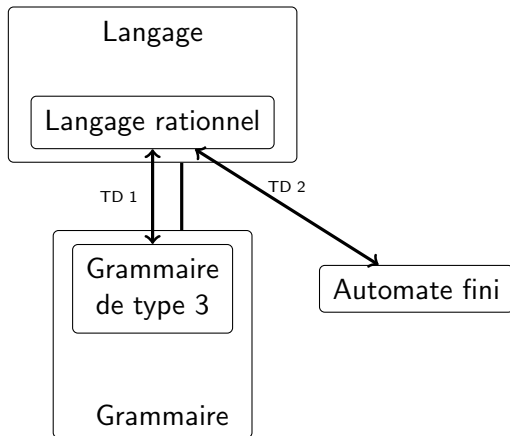 Langage
Langage rationnel
TD 1
TD 2
Grammaire
de type 3
Automate fini
Grammaire